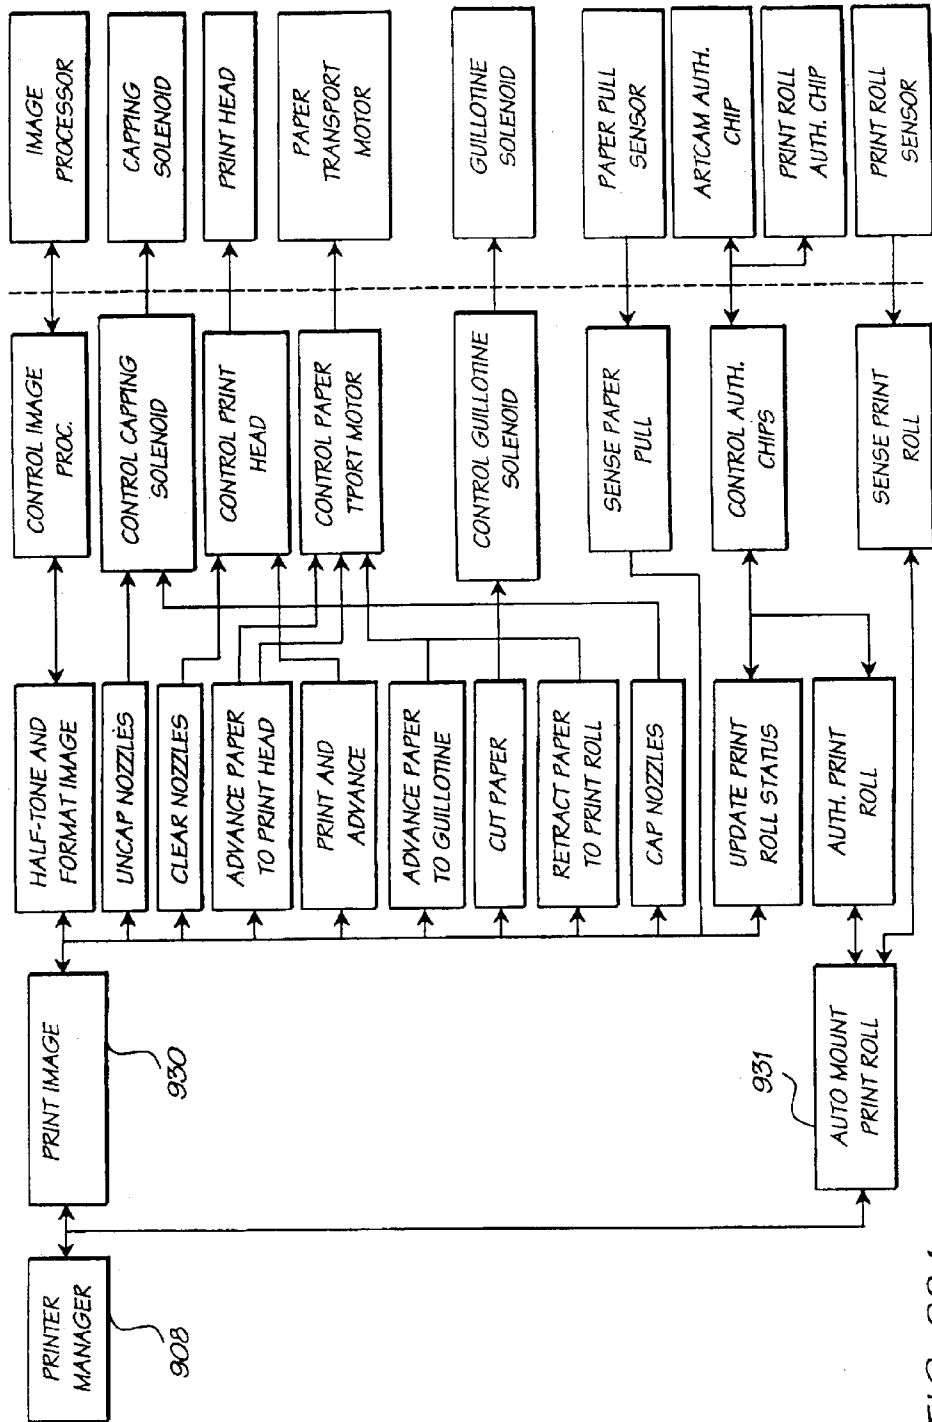 PRINTER
MANAGER
908
PRINT IMAGE
930
AUTO MOUNT
PRINT ROLL
931
HALF-TONE AND
FORMAT IMAGE
UNCAP NOZZLES
CLEAR NOZZLES
ADVANCE PAPER
TO PRINT HEAD
PRINT AND
ADVANCE
ADVANCE PAPER
TO GUILLOTINE
CUT PAPER
RETRACT PAPER
TO PRINT ROLL
CAP NOZZLES
UPDATE PRINT
ROLL STATUS
AUTH. PRINT
ROLL
CONTROL IMAGE
PROC.
CONTROL CAPPING
SOLENOID
CONTROL PRINT
HEAD
CONTROL PAPER
T'PORT MOTOR
CONTROL GUILLOTINE
SOLENOID
SENSE PAPER
PULL
CONTROL AUTH.
CHIPS
SENSE PRINT
ROLL
IMAGE
PROCESSOR
CAPPING
SOLENOID
PRINT HEAD
PAPER
TRANSPORT
MOTOR
GUILLOTINE
SOLENOID
PAPER PULL
SENSOR
ARTCAM AUTH.
CHIP
PRINT ROLL
AUTH. CHIP
PRINT ROLL
SENSOR
FIG.